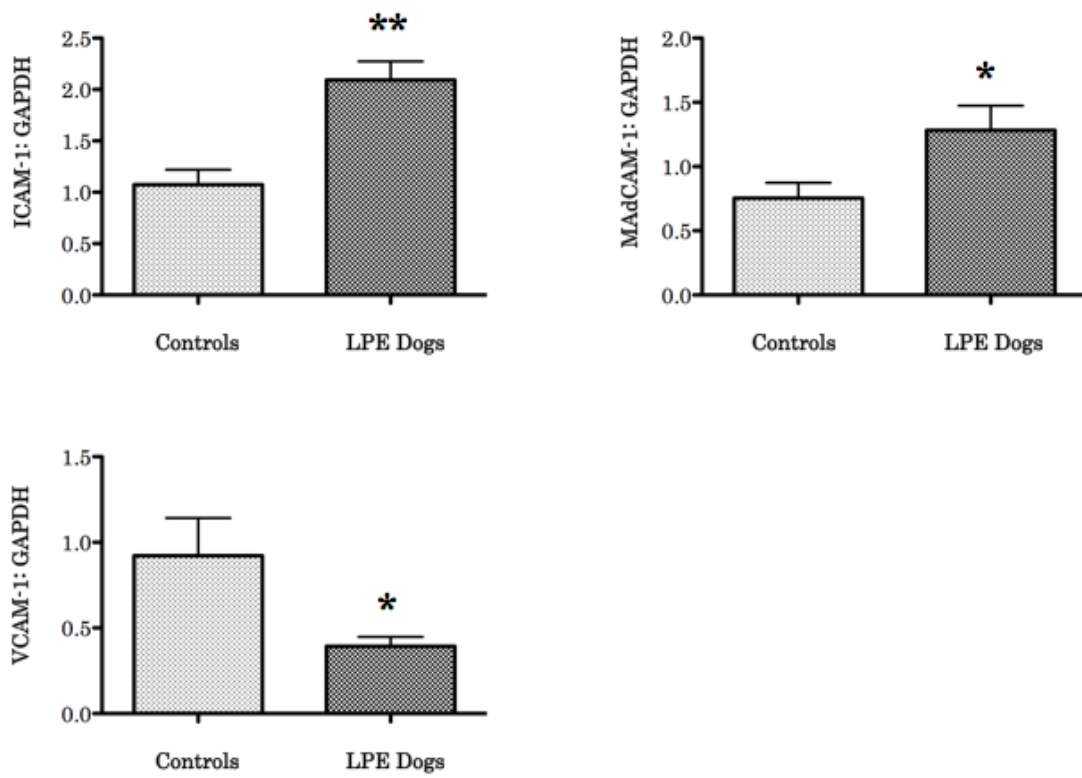 ICAM-1: GAPDH
2.5
2.0
1.5
1.0
0.5
0.0
**
Controls
LPE Dogs
MAdCAM-1: GAPDH
2.0
1.5
1.0
0.5
0.0
*
Controls
LPE Dogs
VCAM-1: GAPDH
1.5
1.0
0.5
0.0
*
Controls
LPE Dogs